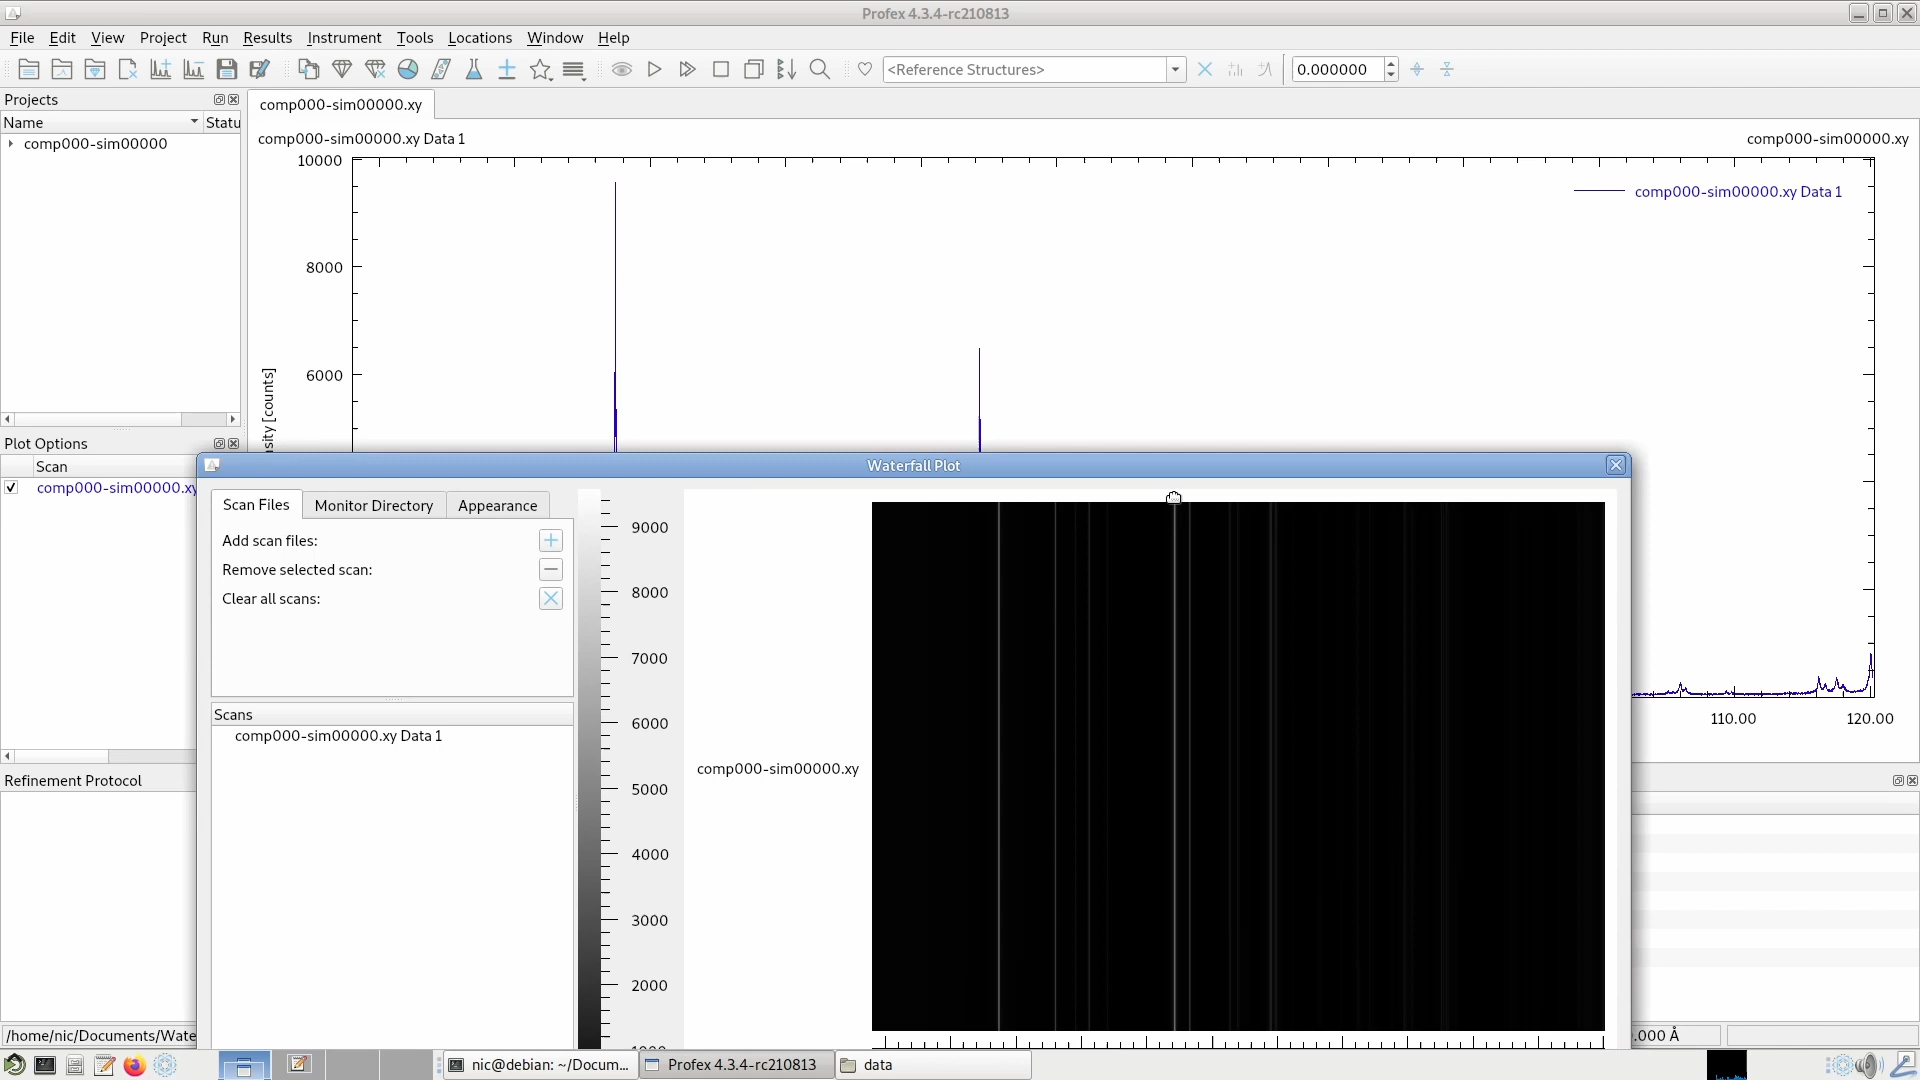 Profex 4.3.4-rc210813
File Edit View Project Run Results Instrument Tools Locations Window Help
<Reference Structures> 0.000000
Projects
Name Statu
comp000-sim00000
comp000-sim00000.xy
comp000-sim00000.xy Data 1 comp000-sim00000.xy
10000
comp000-sim00000.xy Data 1
8000
6000
nsity [counts]
Plot Options
Scan
comp000-sim00000.xy
Waterfall Plot
Scan Files Monitor Directory Appearance
Add scan files:
Remove selected scan:
Clear all scans:
Scans
comp000-sim00000.xy Data 1
9000
8000
7000
6000
5000
4000
3000
2000
1000
comp000-sim00000.xy
110.00 120.00
Refinement Protocol
/home/nic/Documents/Wate
.000 Å
nic@debian: ~/Docum... Profex 4.3.4-rc210813 data